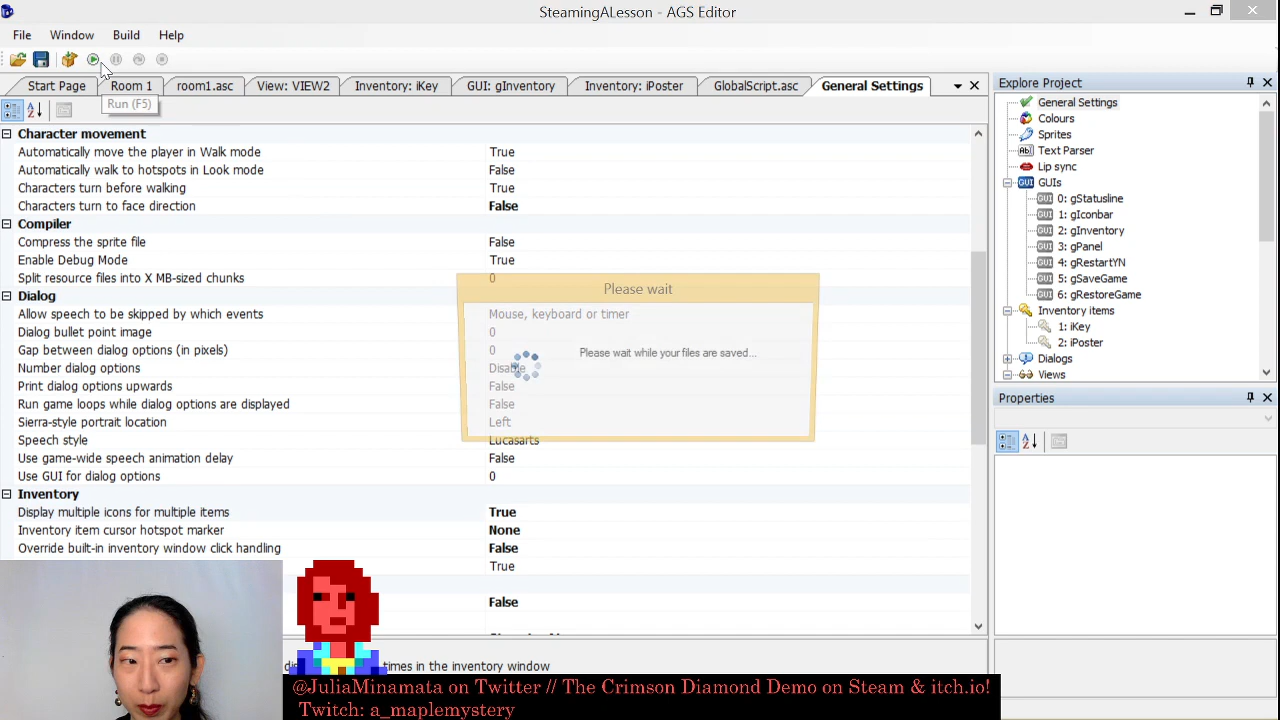 SteamingALesson - AGS Editor
File Window Build Help
Start Page Room 1 room1.asc View: VIEW2 Inventory: iKey GUI: gInventory Inventory: iPoster GlobalScript.asc General Settings
Run (F5)
Character movement
Automatically move the player in Walk mode True
Automatically walk to hotspots in Look mode False
Characters turn before walking True
Characters turn to face direction False
Compiler
Compress the sprite file False
Enable Debug Mode True
Split resource files into X MB-sized chunks 0
Dialog
Allow speech to be skipped by which events Mouse, keyboard or timer
Dialog bullet point image 0
Gap between dialog options (in pixels) 0
Number dialog options Disable
Print dialog options upwards False
Run game loops while dialog options are displayed False
Sierra-style portrait location Left
Speech style Lucasarts
Use game-wide speech animation delay False
Use GUI for dialog options 0
Inventory
Display multiple icons for multiple items True
Inventory item cursor hotspot marker None
Override built-in inventory window click handling False
True
False
times in the inventory window
Please wait
Please wait while your files are saved...
Explore Project
General Settings
Colours
Sprites
Text Parser
Lip sync
GUIs
0: gStatusline
1: gIconbar
2: gInventory
3: gPanel
4: gRestartYN
5: gSaveGame
6: gRestoreGame
Inventory items
1: iKey
2: iPoster
Dialogs
Views
Properties
@JuliaMinamata on Twitter // The Crimson Diamond Demo on Steam & itch.io!
Twitch: a_maplemystery